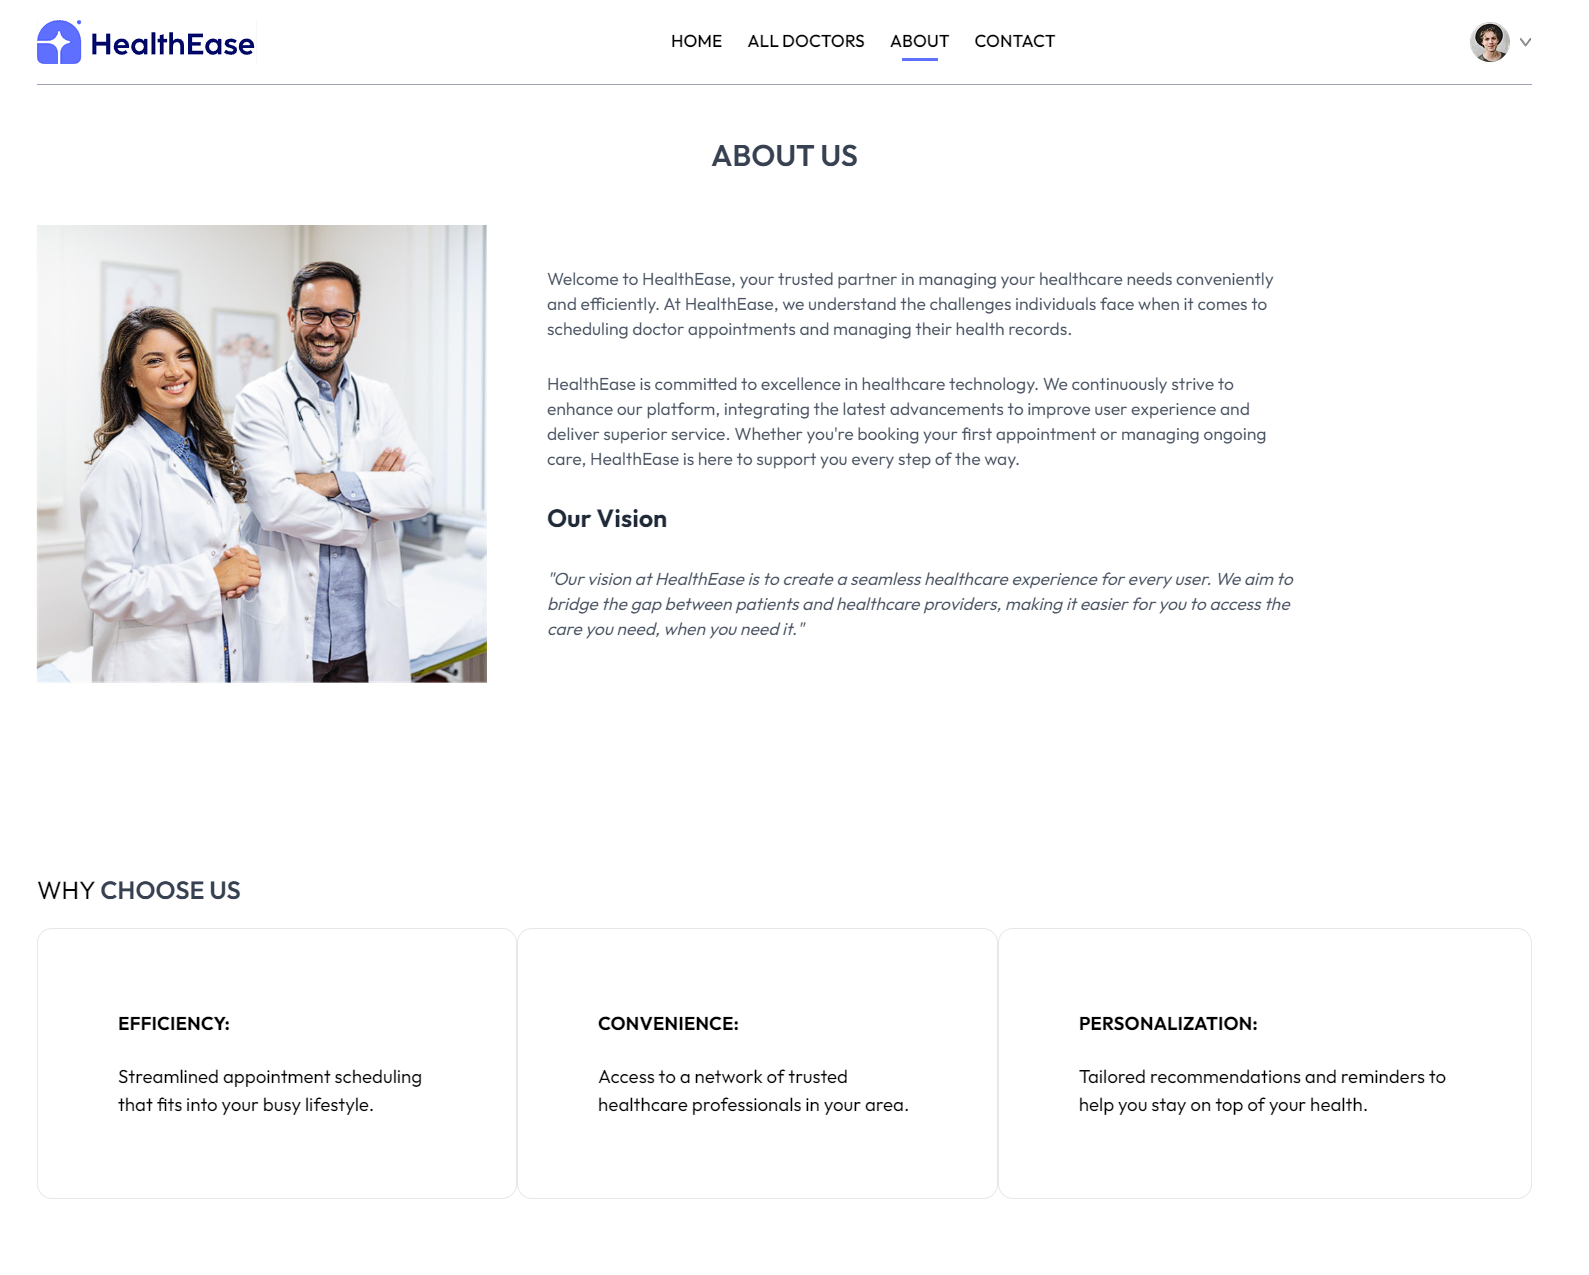 HealthEase
HOME ALL DOCTORS ABOUT CONTACT
ABOUT US
Welcome to HealthEase, your trusted partner in managing your healthcare needs conveniently
and efficiently. At HealthEase, we understand the challenges individuals face when it comes to
scheduling doctor appointments and managing their health records.
HealthEase is committed to excellence in healthcare technology. We continuously strive to
enhance our platform, integrating the latest advancements to improve user experience and
deliver superior service. Whether you're booking your first appointment or managing ongoing
care, HealthEase is here to support you every step of the way.
Our Vision
"Our vision at HealthEase is to create a seamless healthcare experience for every user. We aim to
bridge the gap between patients and healthcare providers, making it easier for you to access the
care you need, when you need it."
WHY CHOOSE US
EFFICIENCY:
Streamlined appointment scheduling
that fits into your busy lifestyle.
CONVENIENCE:
Access to a network of trusted
healthcare professionals in your area.
PERSONALIZATION:
Tailored recommendations and reminders to
help you stay on top of your health.